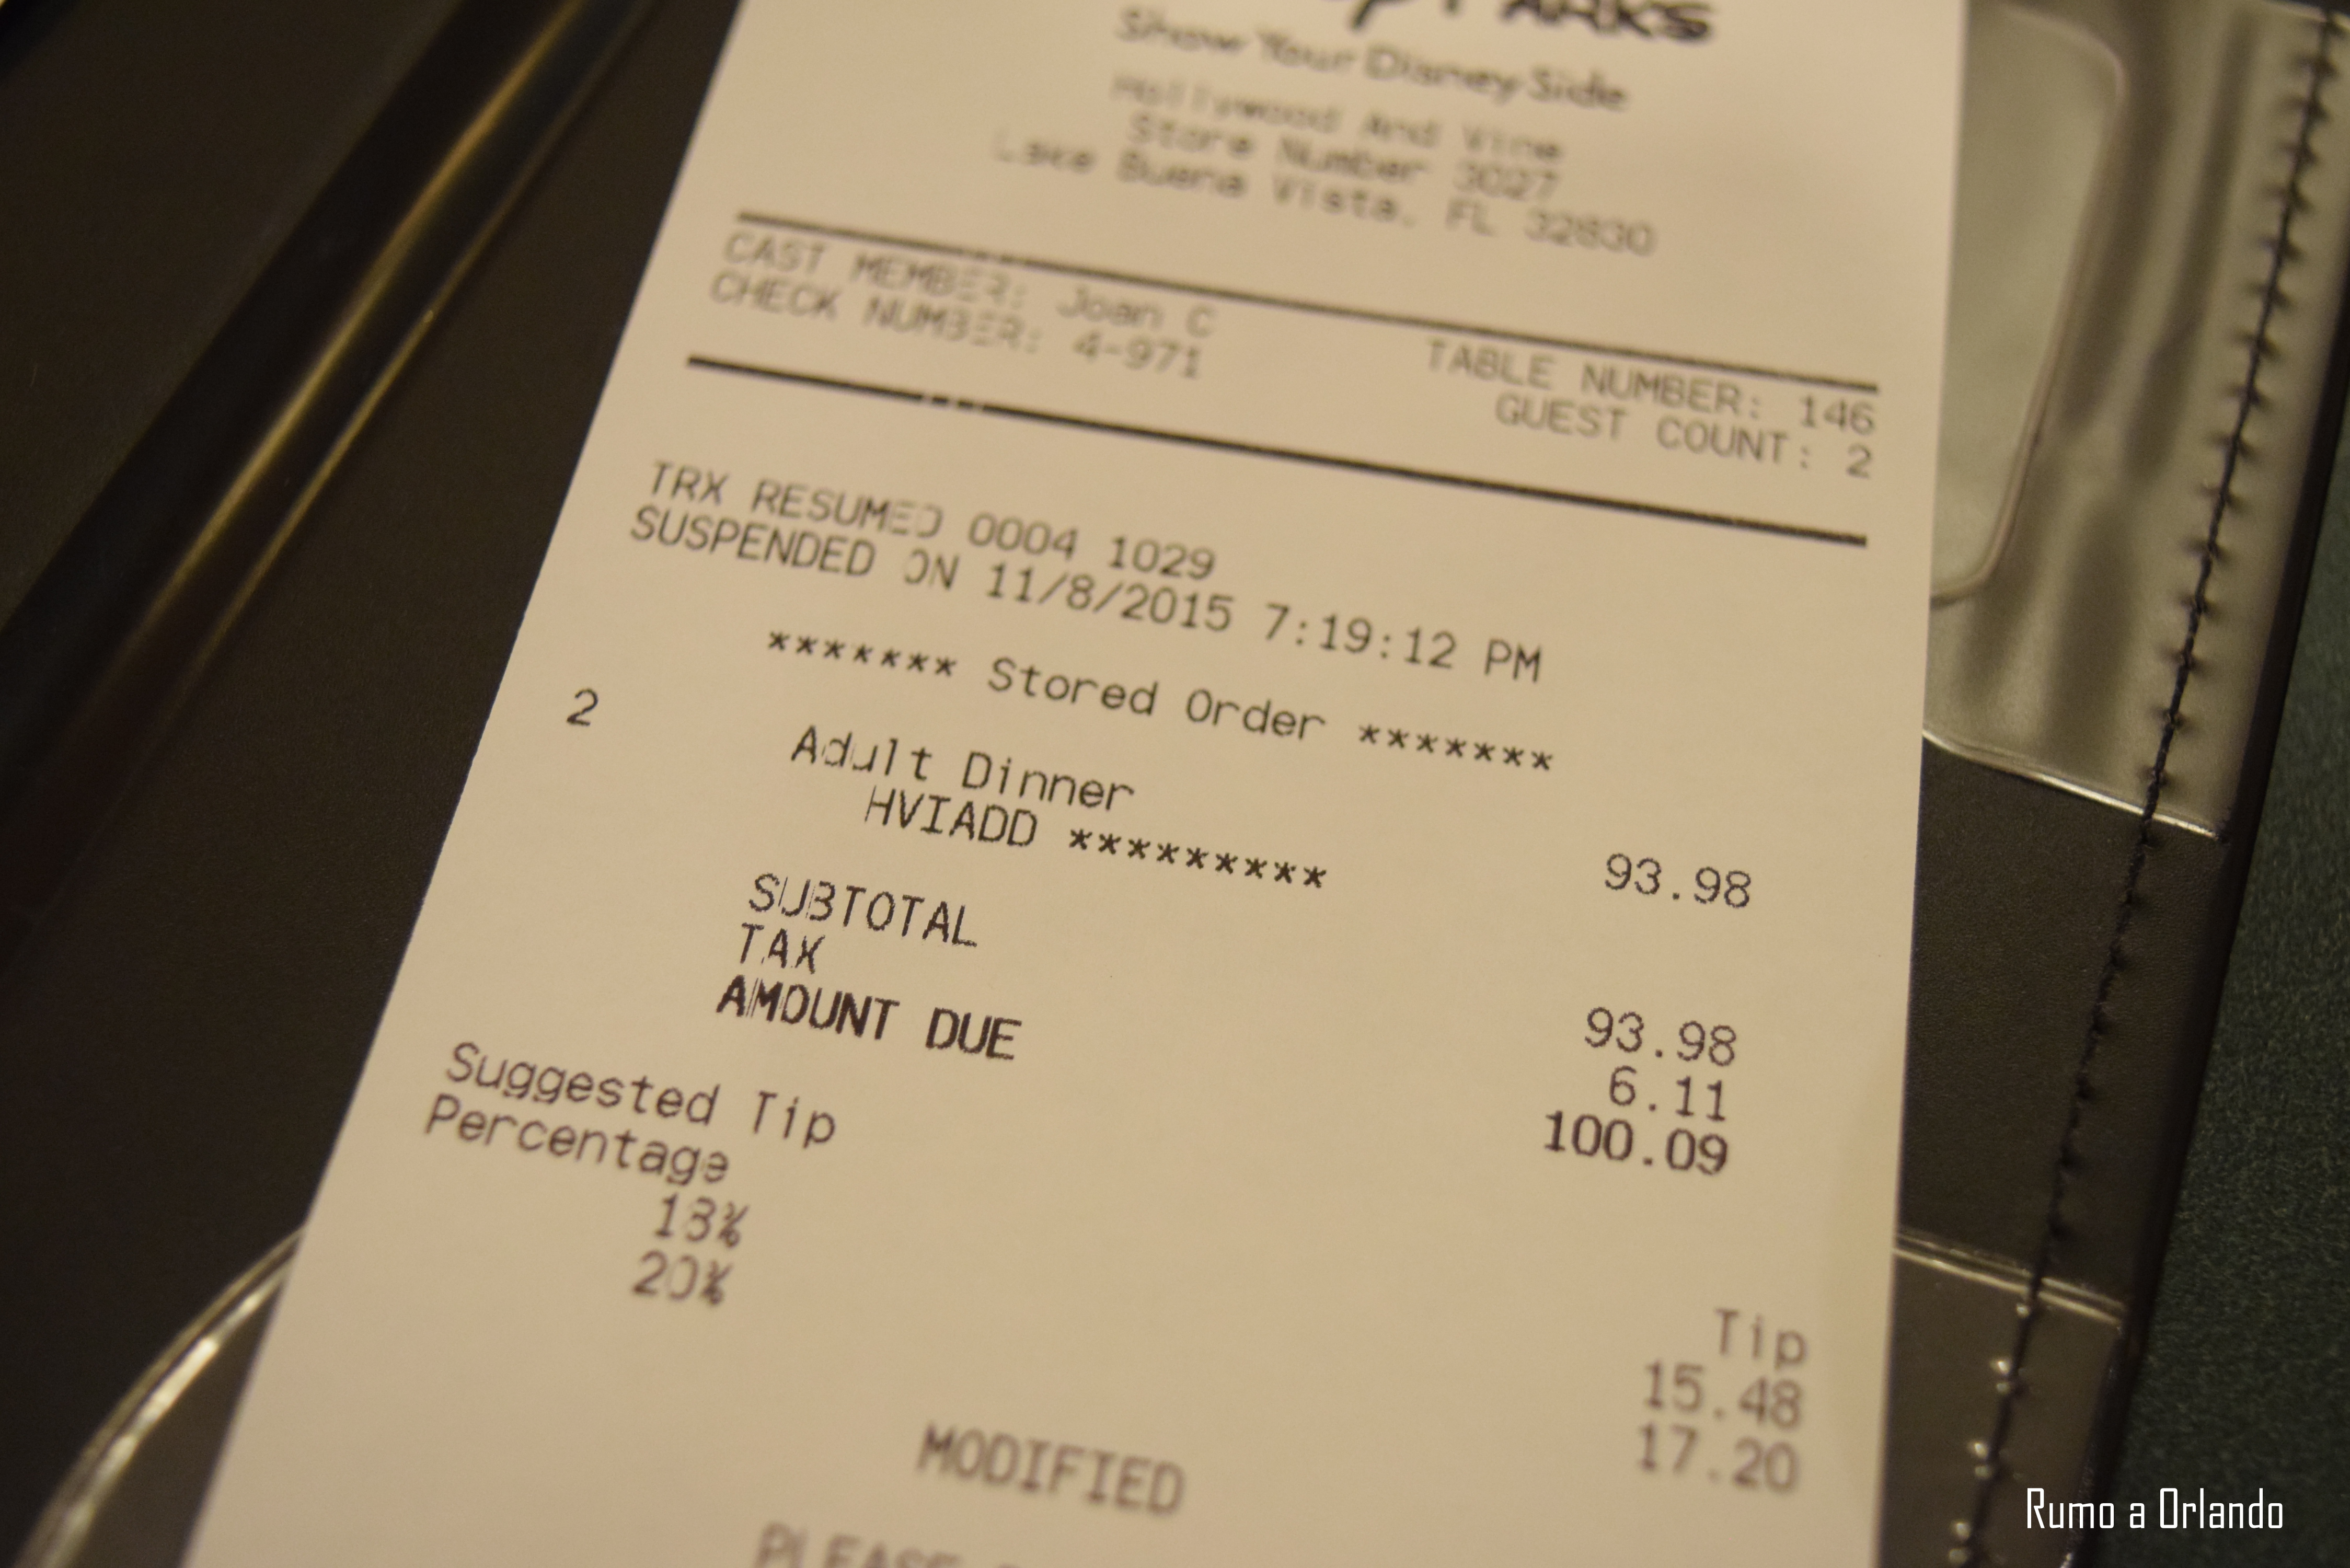 PARKS
Show Your Disney Side
Hollywood And Vine
Store Number 3027
Lake Buena Vista, FL 32830
CAST MEMBER: Joan C
CHECK NUMBER: 4-971
TABLE NUMBER: 146
GUEST COUNT: 2
TRX RESUMED 0004 1029
SUSPENDED ON 11/8/2015 7:19:12 PM
******* Stored Order *******
2 Adult Dinner 93.98
HVIADD *********
SUBTOTAL 93.98
TAX 6.11
AMOUNT DUE 100.09
Suggested Tip
Percentage Tip
18% 15.48
20% 17.20
MODIFIED
PLEASE
Rumo a Orlando